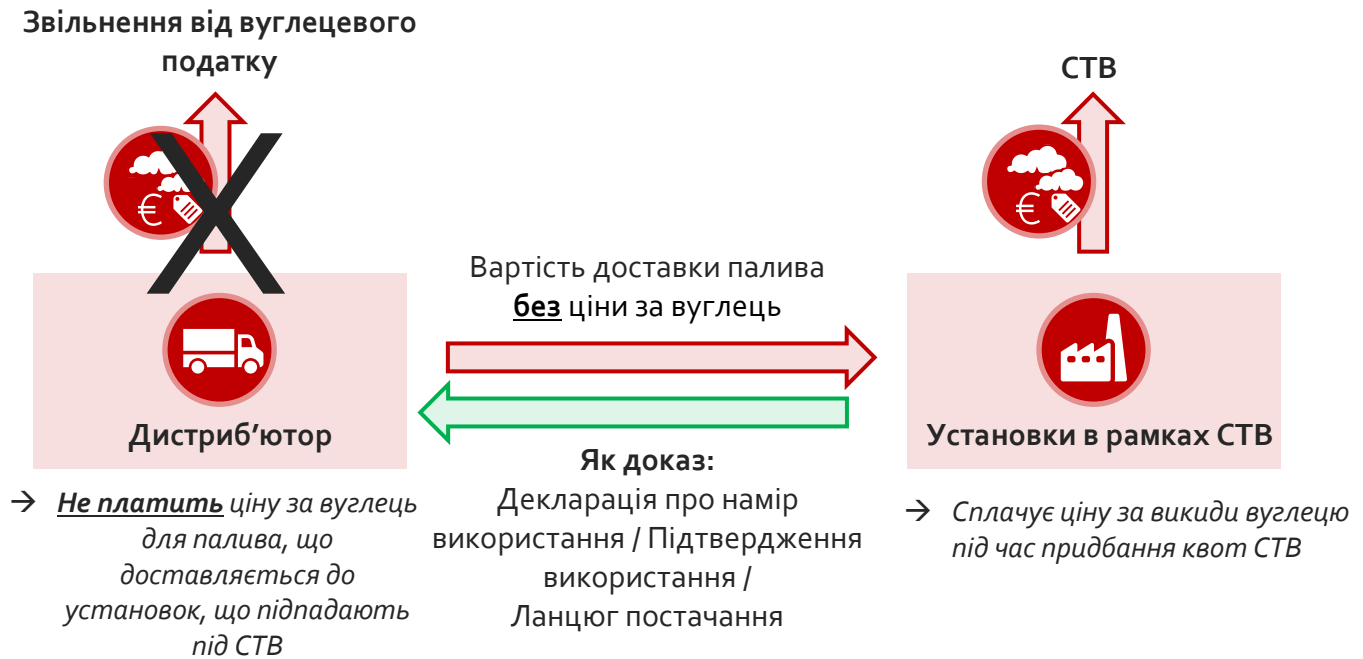 Звільнення від вуглецевого
податку
СТВ
€
€
Вартість доставки палива
без ціни за вуглець
Дистриб’ютор
Установки в рамках СТВ
Як доказ:
Декларація про намір
використання / Підтвердження
використання /
Ланцюг постачання
→ Не платить ціну за вуглець
для палива, що
доставляється до
установок, що підпадають
під СТВ
→ Сплачує ціну за викиди вуглецю
під час придбання квот СТВ